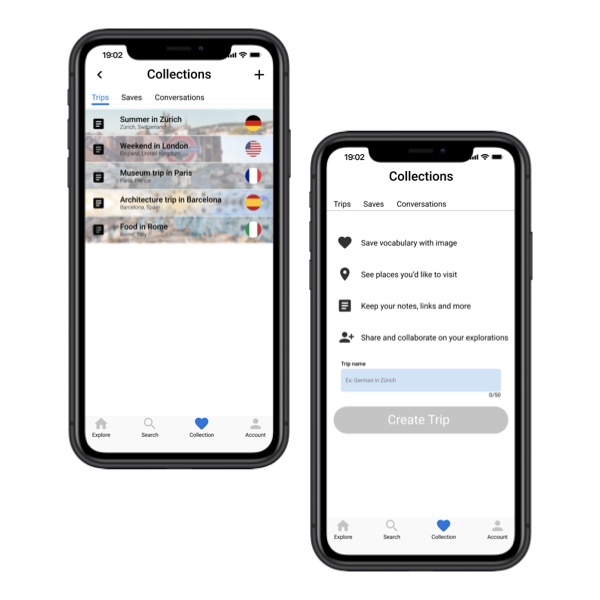 19:02
Collections
Trips Saves Conversations
Summer in Zürich
Zürich, Switzerland
Weekend in London
England, United Kingdom
Museum trip in Paris
Paris, France
Architecture trip in Barcelona
Barcelona, Spain
Food in Rome
Rome, Italy
Explore Search Collection Account
19:02
Collections
Trips Saves Conversations
Save vocabulary with image
See places you'd like to visit
Keep your notes, links and more
Share and collaborate on your explorations
Trip name
Ex: German in Zürich
0/50
Create Trip
Explore Search Collection Account